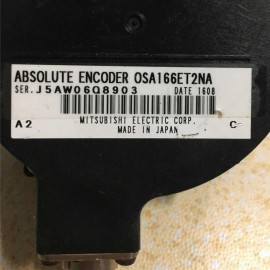 ABSOLUTE ENCODER OSA166ET2NA
SER. J5AW06Q8903 DATE 1608
MITSUBISHI ELECTRIC CORP.
A2 MADE IN JAPAN C